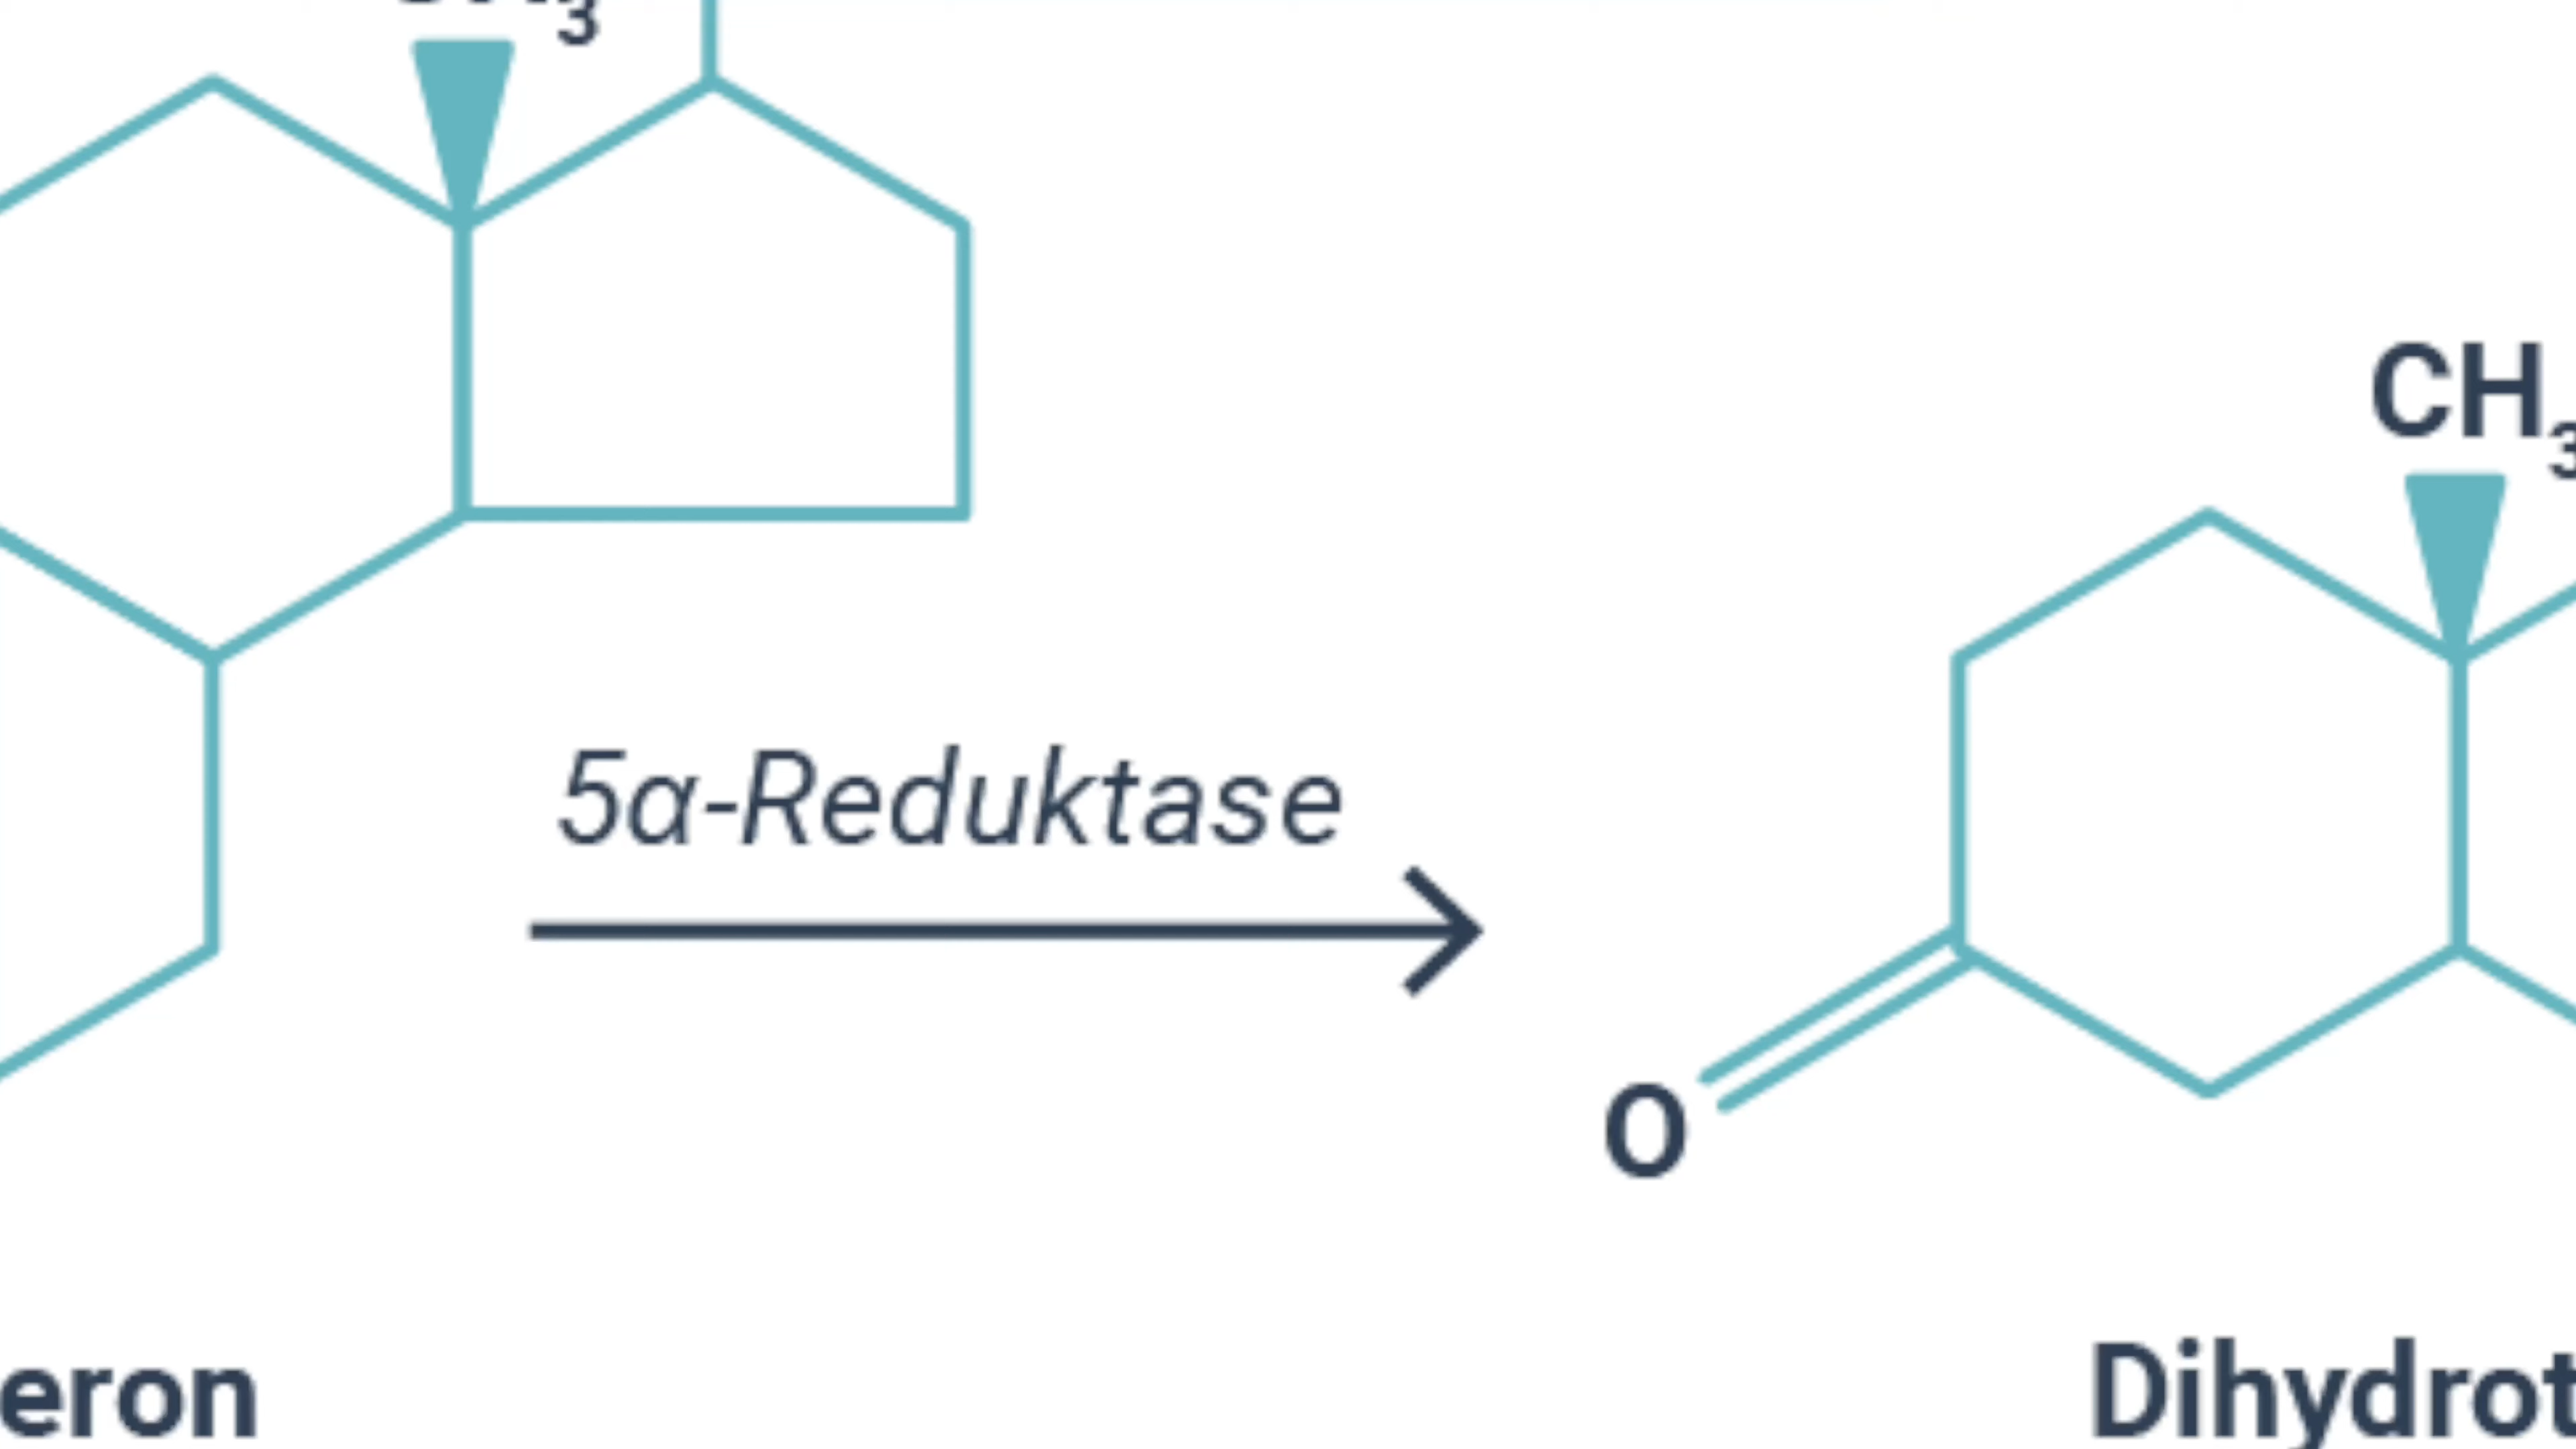 CH3
5α-Reduktase
O
eron
Dihydrot